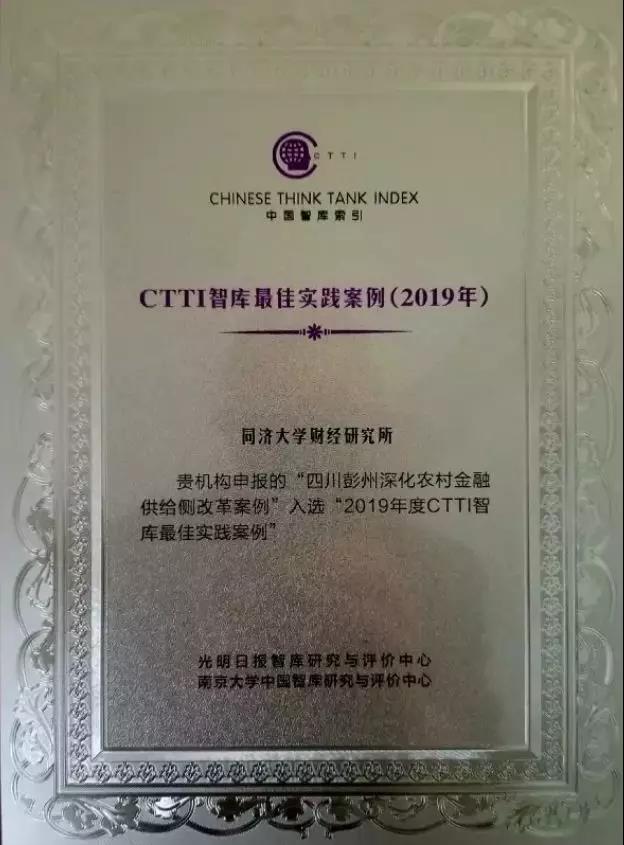 CTTI
CHINESE THINK TANK INDEX
中国智库索引
CTTI智库最佳实践案例(2019年)
同济大学财经研究所
贵机构申报的“四川彭州深化农村金融
供给侧改革案例”入选“2019年度CTTI智
库最佳实践案例”
光明日报智库研究与评价中心
南京大学中国智库研究与评价中心